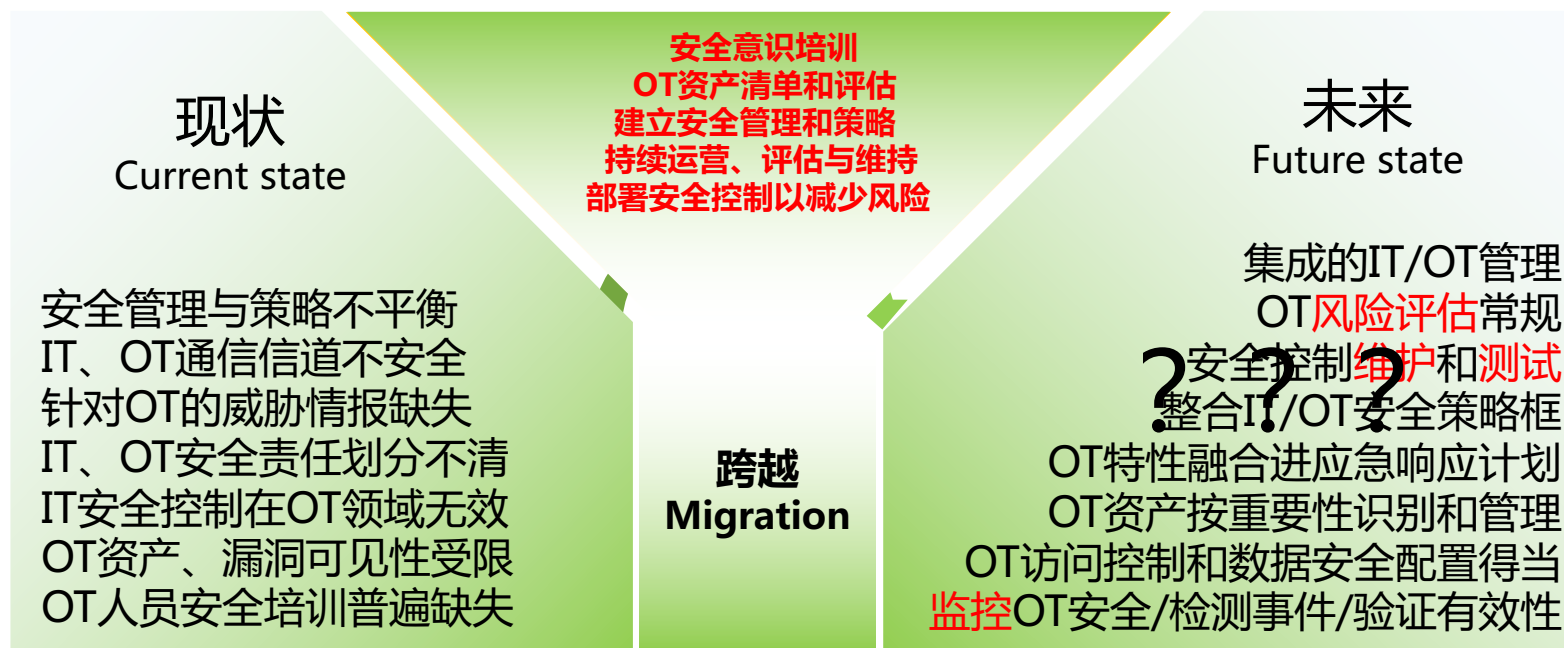 现状
Current state
安全管理与策略不平衡
IT、OT通信信道不安全
针对OT的威胁情报缺失
IT、OT安全责任划分不清
IT安全控制在OT领域无效
OT资产、漏洞可见性受限
OT人员安全培训普遍缺失
安全意识培训
OT资产清单和评估
建立安全管理和策略
持续运营、评估与维持
部署安全控制以减少风险
跨越
Migration
未来
Future state
集成的IT/OT管理
OT风险评估常规
安全控制维护和测试
? ? ?
整合IT/OT安全策略框
OT特性融合进应急响应计划
OT资产按重要性识别和管理
OT访问控制和数据安全配置得当
监控OT安全/检测事件/验证有效性